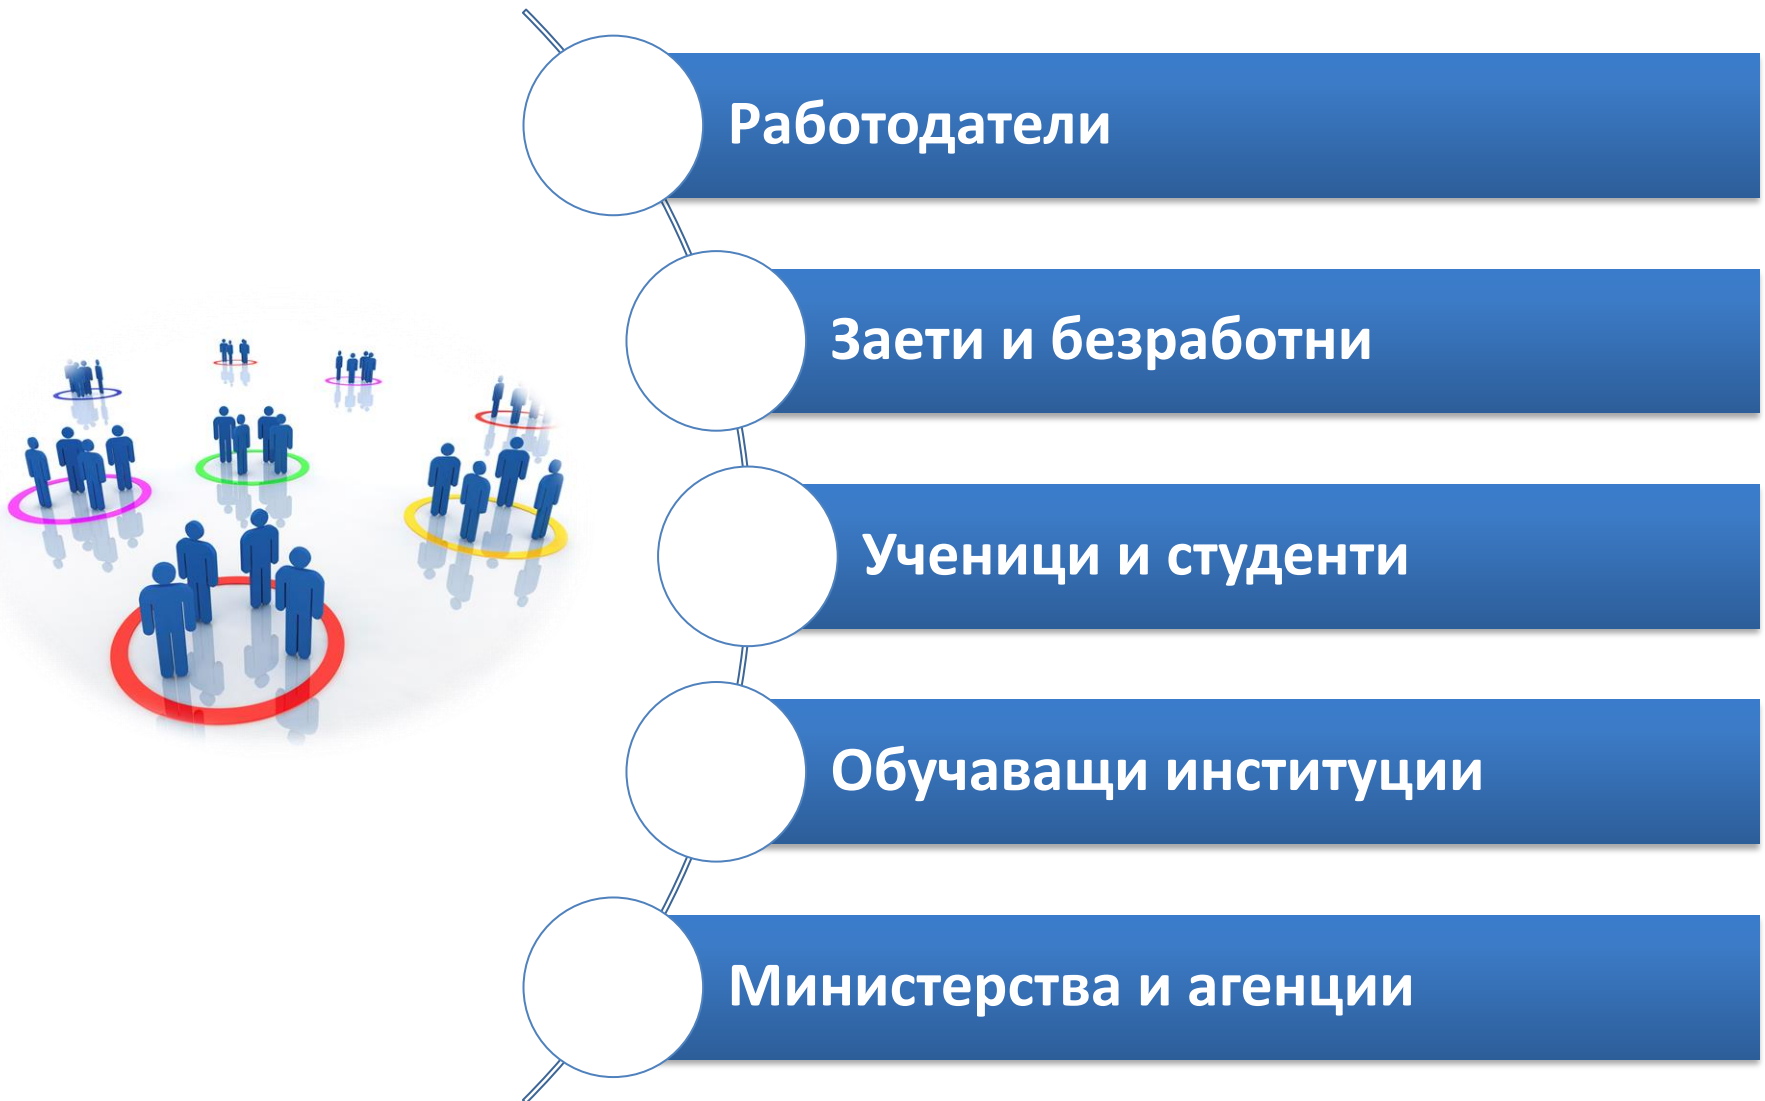 Работодатели
Заети и безработни
Ученици и студенти
Обучаващи институции
Министерства и агенции